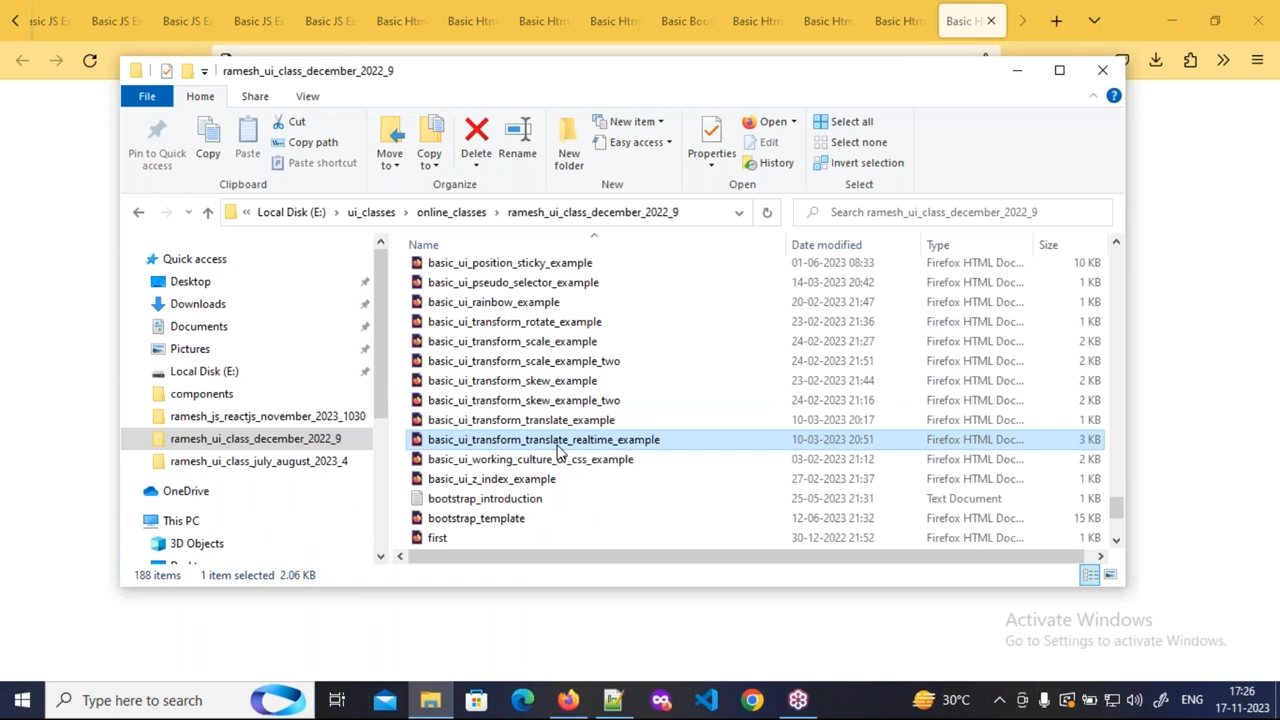 asic JS Ex
Basic JS Ex
Basic JS Ex
Basic JS Ex
Basic JS Ex
Basic Htm
Basic Htm
Basic Htm
Basic Htm
Basic Boot
Basic Htm
Basic Htm
Basic Htm
Basic H
ramesh_ui_class_december_2022_9
File
Home
Share
View
Pin to Quick access
Copy
Paste
Cut
Copy path
Paste shortcut
Clipboard
Move to
Copy to
Delete
Rename
Organize
New folder
New item
Easy access
New
Properties
Open
Edit
History
Open
Select all
Select none
Invert selection
Select
« Local Disk (E:) › ui_classes › online_classes › ramesh_ui_class_december_2022_9
Search ramesh_ui_class_december_2022_9
Name Date modified Type Size
Quick access
Desktop
Downloads
Documents
Pictures
Local Disk (E:)
components
ramesh_js_reactjs_november_2023_1030
ramesh_ui_class_december_2022_9
ramesh_ui_class_july_august_2023_4
OneDrive
This PC
3D Objects
basic_ui_position_sticky_example 01-06-2023 08:33 Firefox HTML Doc... 10 KB
basic_ui_pseudo_selector_example 14-03-2023 20:42 Firefox HTML Doc... 1 KB
basic_ui_rainbow_example 20-02-2023 21:47 Firefox HTML Doc... 1 KB
basic_ui_transform_rotate_example 23-02-2023 21:36 Firefox HTML Doc... 1 KB
basic_ui_transform_scale_example 24-02-2023 21:27 Firefox HTML Doc... 2 KB
basic_ui_transform_scale_example_two 24-02-2023 21:51 Firefox HTML Doc... 2 KB
basic_ui_transform_skew_example 23-02-2023 21:44 Firefox HTML Doc... 2 KB
basic_ui_transform_skew_example_two 24-02-2023 21:16 Firefox HTML Doc... 2 KB
basic_ui_transform_translate_example 10-03-2023 20:17 Firefox HTML Doc... 1 KB
basic_ui_transform_translate_realtime_example 10-03-2023 20:51 Firefox HTML Doc... 3 KB
basic_ui_working_culture_of_css_example 03-02-2023 21:12 Firefox HTML Doc... 2 KB
basic_ui_z_index_example 27-02-2023 21:37 Firefox HTML Doc... 1 KB
bootstrap_introduction 25-05-2023 21:31 Text Document 1 KB
bootstrap_template 12-06-2023 21:32 Firefox HTML Doc... 15 KB
first 30-12-2022 21:52 Firefox HTML Doc... 1 KB
188 items 1 item selected 2.06 KB
Activate Windows
Go to Settings to activate Windows.
Type here to search
30°C
ENG
17:26
17-11-2023